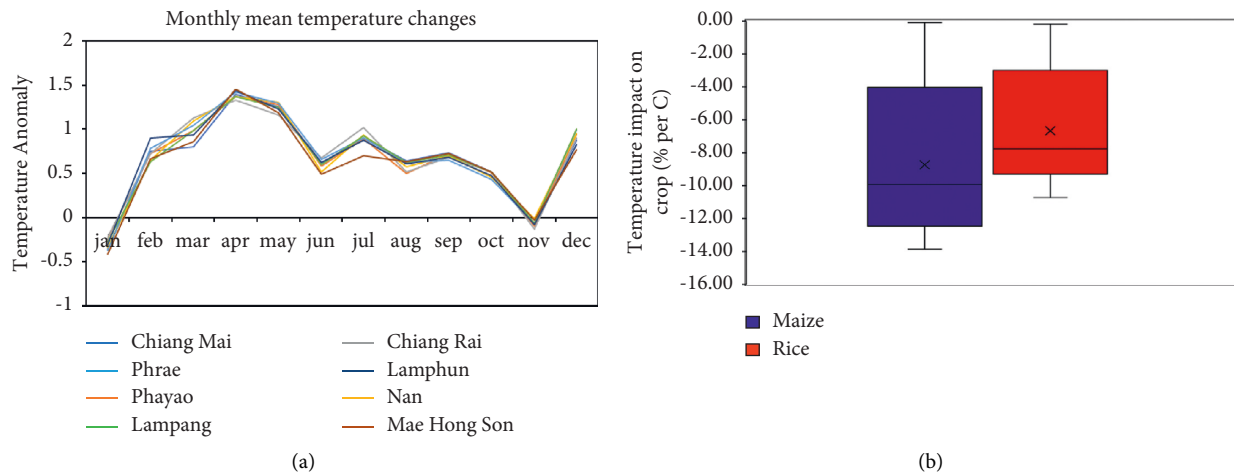 Monthly mean temperature changes
Temperature Anomaly
2
1.5
1
0.5
0
-0.5
-1
jan feb mar apr may jun jul aug sep oct nov dec
Chiang Mai
Chiang Rai
Phrae
Lamphun
Phayao
Nan
Lampang
Mae Hong Son
(a)
Temperature impact on
crop (% per C)
0.00
-2.00
-4.00
-6.00
-8.00
-10.00
-12.00
-14.00
-16.00
Maize
Rice
(b)